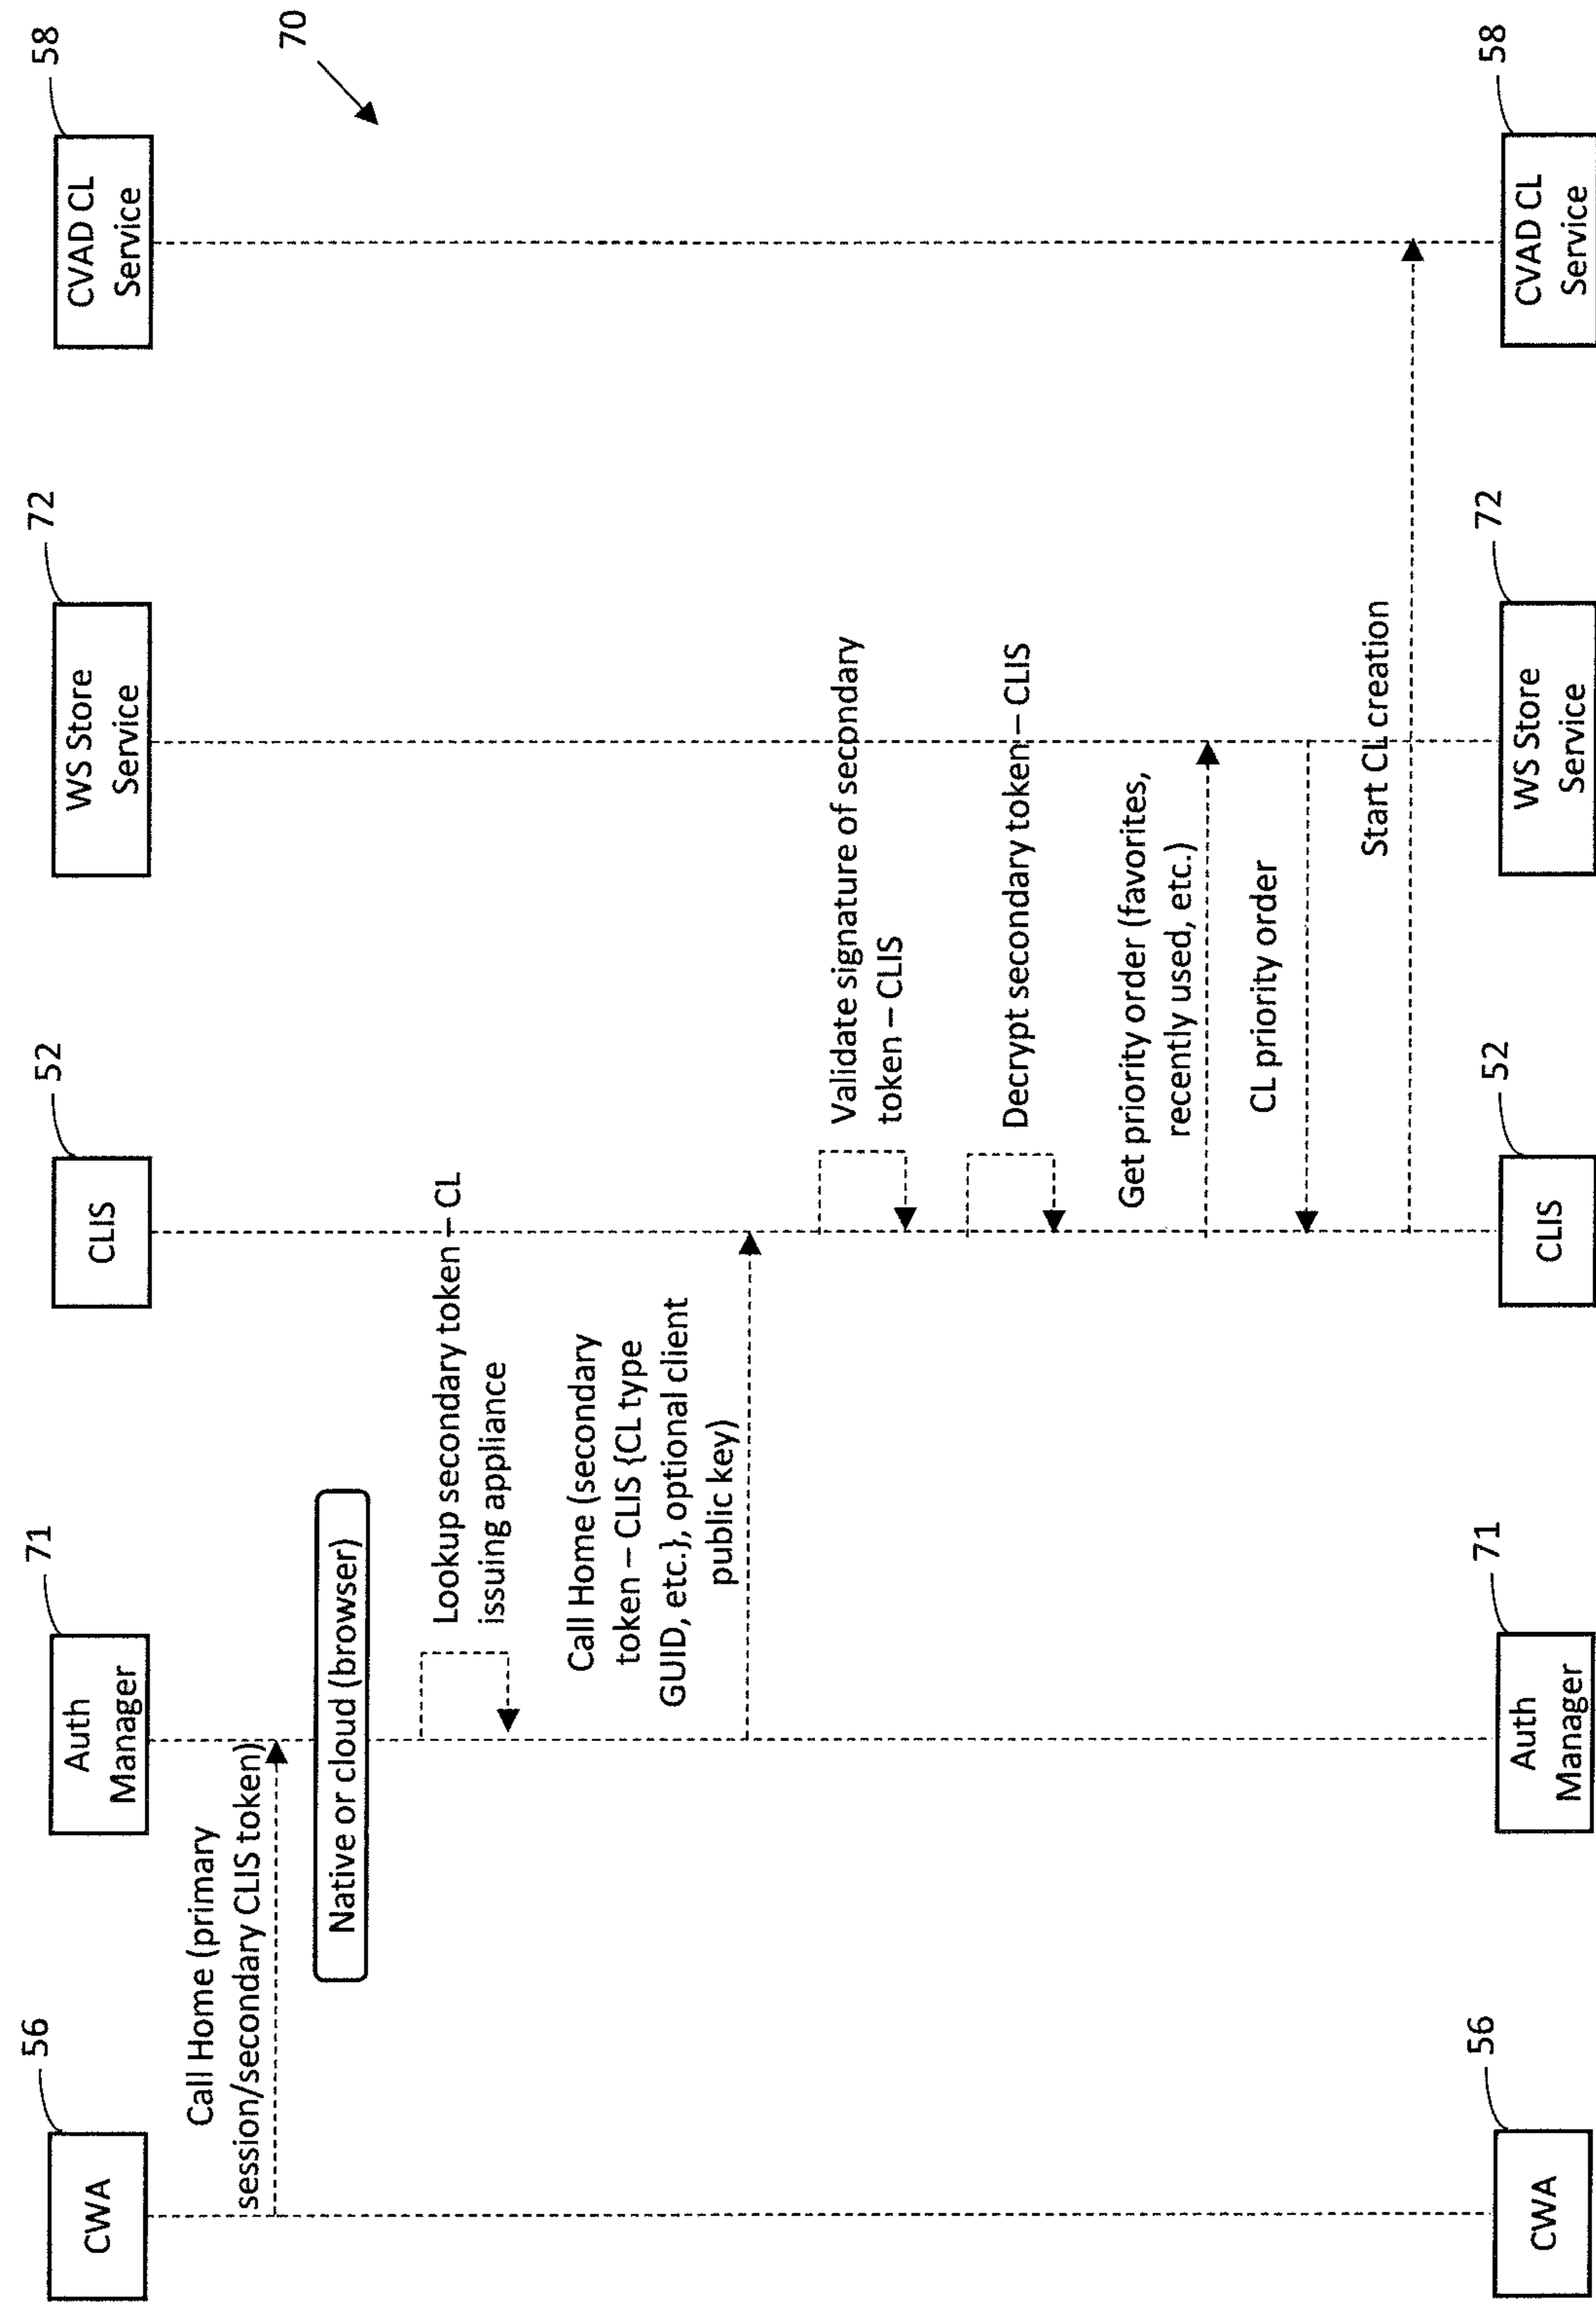 56
71
52
72
58
CWA
Auth
Manager
CLIS
WS Store
Service
CVAD CL
Service
70
Call Home (primary
session/secondary CLIS token)
Native or cloud (browser)
Lookup secondary token – CL
issuing appliance
Call Home (secondary
token – CLIS {CL type
GUID, etc.}, optional client
public key)
Validate signature of secondary
token – CLIS
Decrypt secondary token – CLIS
Get priority order (favorites,
recently used, etc.)
CL priority order
Start CL creation
56
71
52
72
58
CWA
Auth
Manager
CLIS
WS Store
Service
CVAD CL
Service